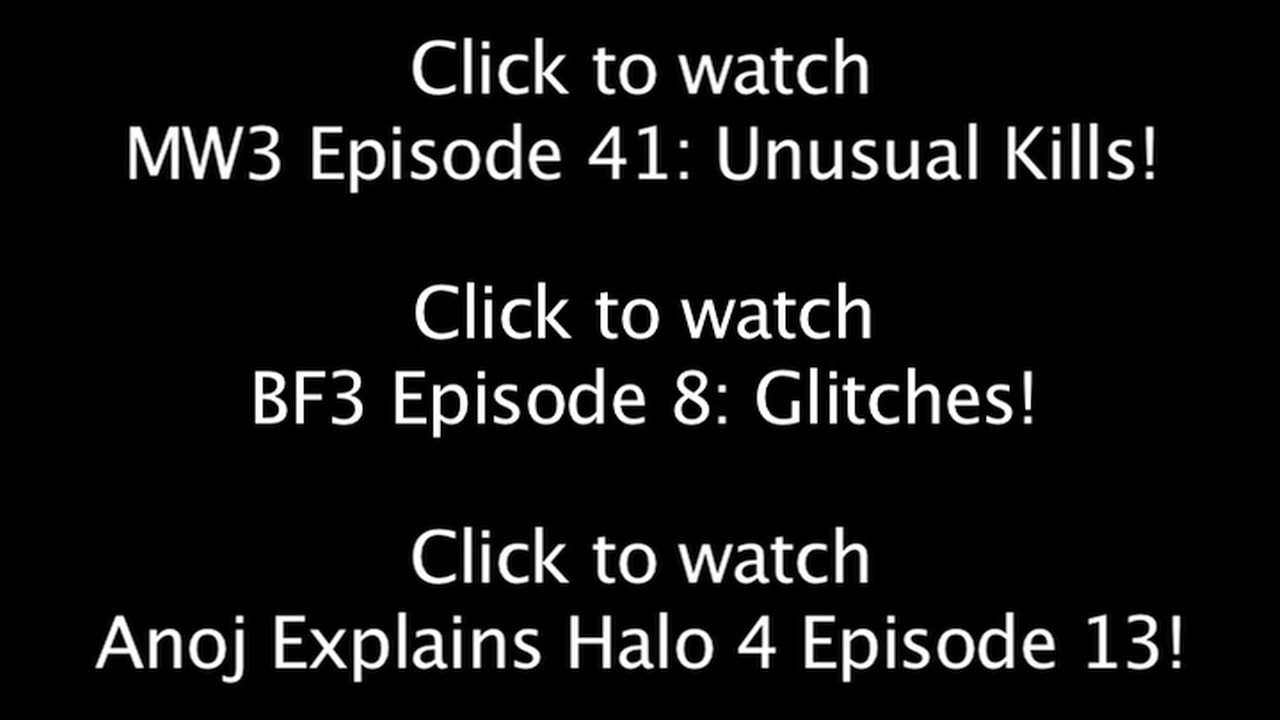 Click to watch
MW3 Episode 41: Unusual Kills!
Click to watch
BF3 Episode 8: Glitches!
Click to watch
Anoj Explains Halo 4 Episode 13!